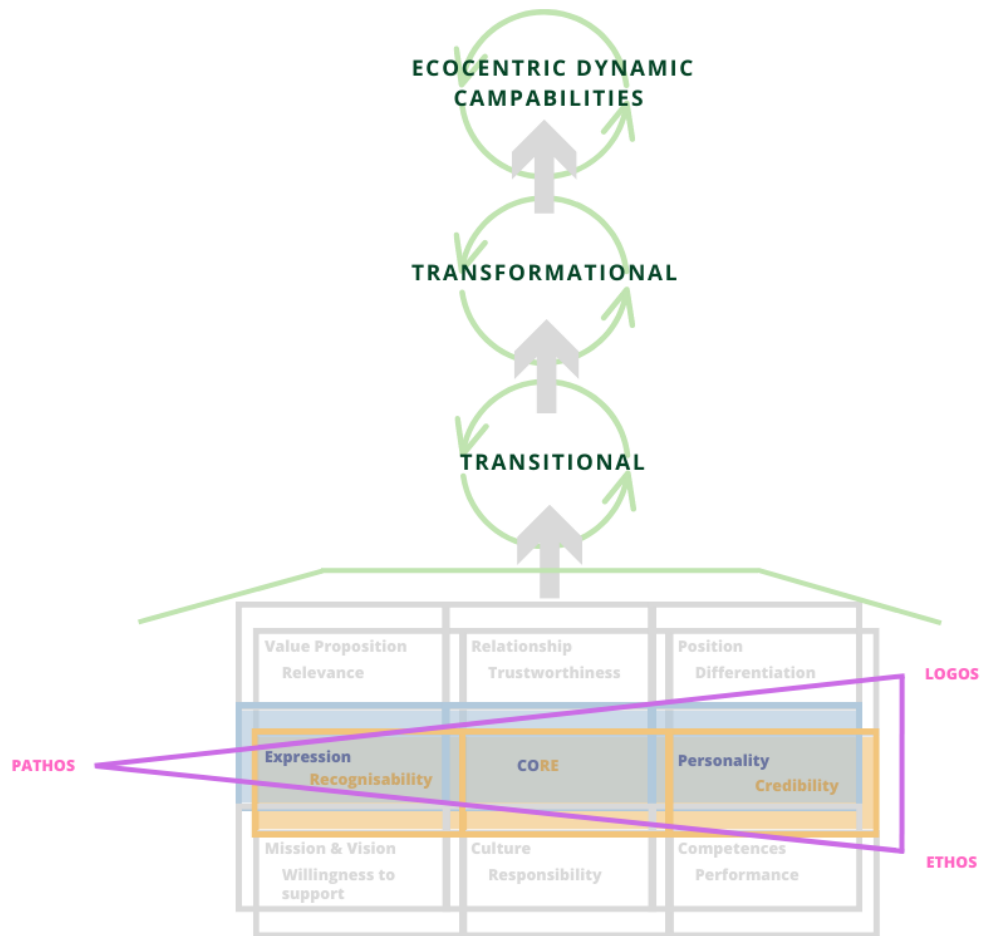 ECOCENTRIC DYNAMIC
CAMPABILITIES
TRANSFORMATIONAL
TRANSITIONAL
Value Proposition
Relevance
Relationship
Trustworthiness
Position
Differentiation
LOGOS
PATHOS
Expression
Recognisability
CORE
Personality
Credibility
Mission & Vision
Willingness to
support
Culture
Responsibility
Competences
Performance
ETHOS